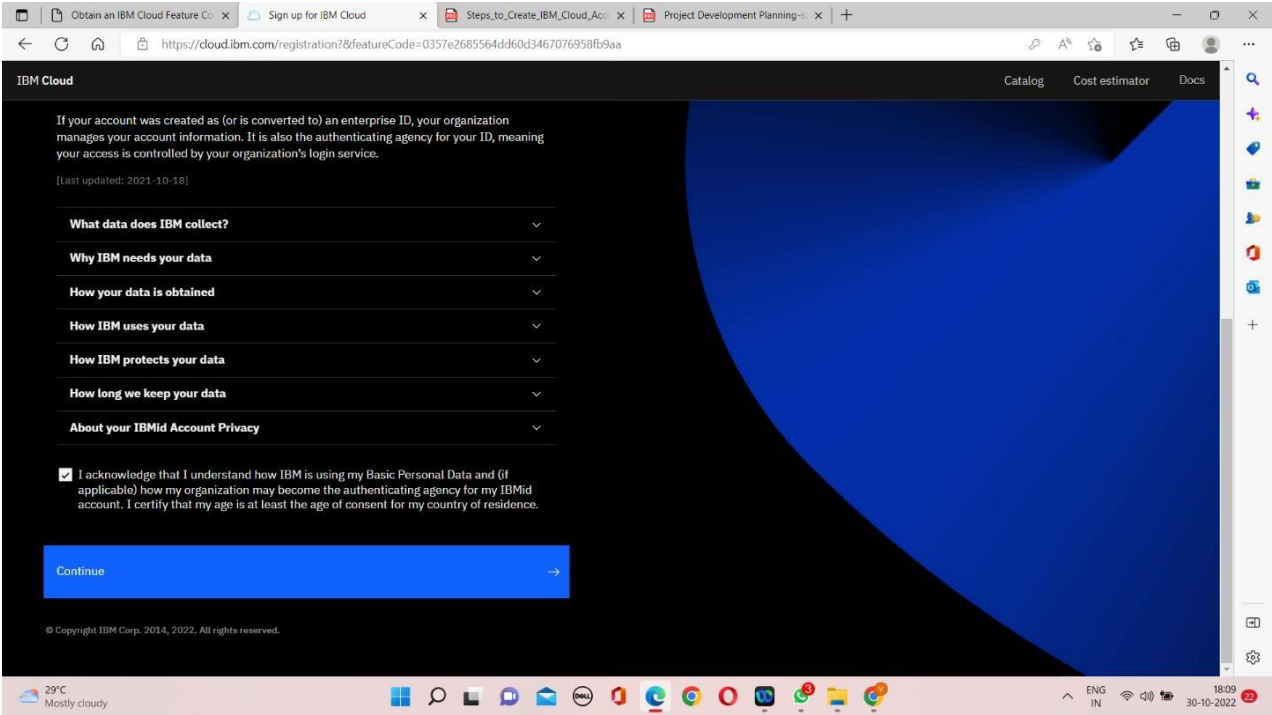 Obtain an IBM Cloud Feature Co
Sign up for IBM Cloud
Steps_to_Create_IBM_Cloud_Acc
Project Development Planning-s
https://cloud.ibm.com/registration?&featureCode=0357e2685564dd60d3467076958fb9aa
IBM Cloud
Catalog
Cost estimator
Docs
If your account was created as (or is converted to) an enterprise ID, your organization
manages your account information. It is also the authenticating agency for your ID, meaning
your access is controlled by your organization's login service.
[Last updated: 2021-10-18]
What data does IBM collect?
Why IBM needs your data
How your data is obtained
How IBM uses your data
How IBM protects your data
How long we keep your data
About your IBMid Account Privacy
I acknowledge that I understand how IBM is using my Basic Personal Data and (if
applicable) how my organization may become the authenticating agency for my IBMid
account. I certify that my age is at least the age of consent for my country of residence.
Continue
© Copyright IBM Corp. 2014, 2022. All rights reserved.
29°C
Mostly cloudy
DELL
3
ENG
IN
18:09
30-10-2022
22